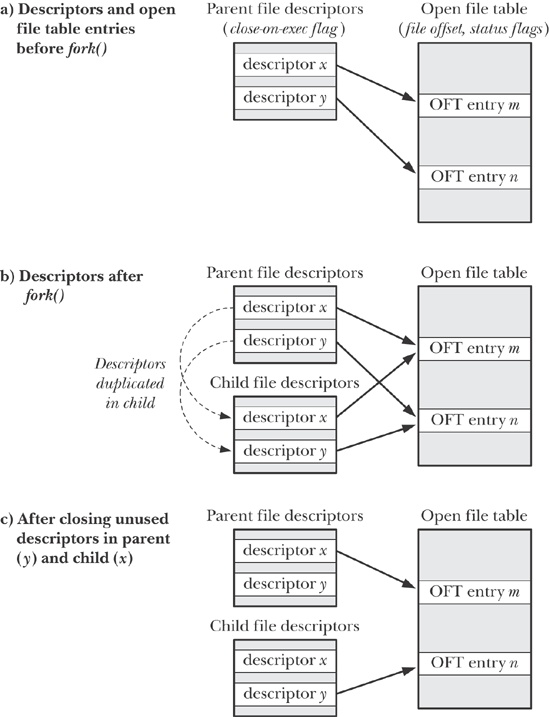 a) Descriptors and open
file table entries
before fork()
Parent file descriptors
(close-on-exec flag)
descriptor x
descriptor y
Open file table
(file offset, status flags)
OFT entry m
OFT entry n
b) Descriptors after
fork()
Parent file descriptors
descriptor x
descriptor y
Descriptors
duplicated
in child
Child file descriptors
descriptor x
descriptor y
Open file table
OFT entry m
OFT entry n
c) After closing unused
descriptors in parent
(y) and child (x)
Parent file descriptors
descriptor x
descriptor y
Child file descriptors
descriptor x
descriptor y
Open file table
OFT entry m
OFT entry n